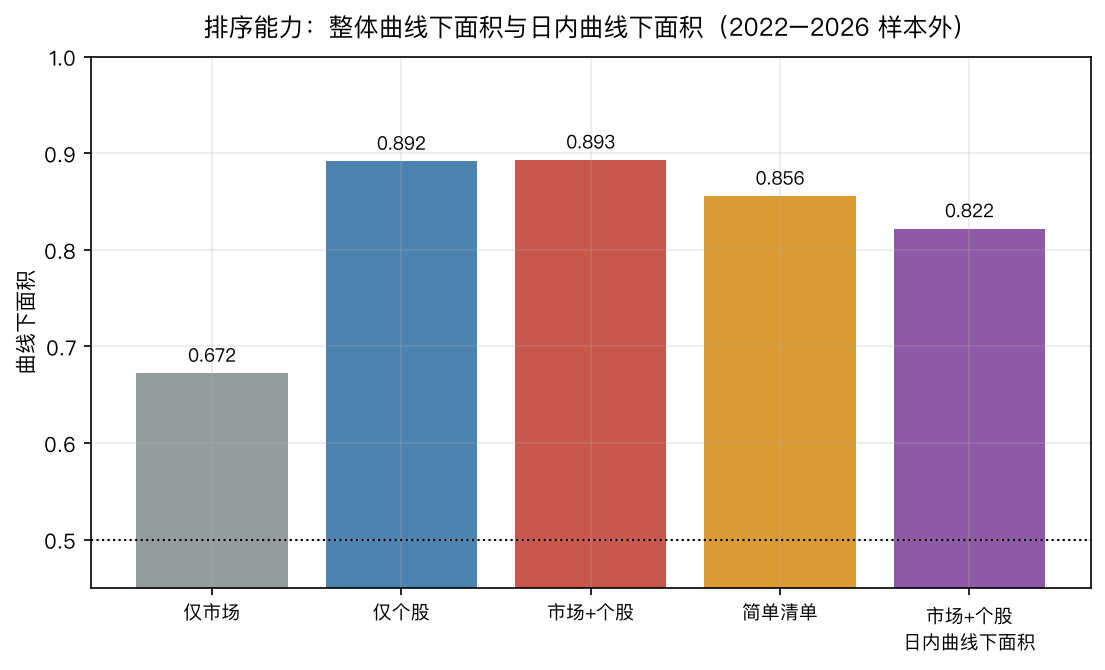 排序能力：整体曲线下面积与日内曲线下面积（2022—2026 样本外）
曲线下面积
1.0
0.9
0.8
0.7
0.6
0.5
0.672
0.892
0.893
0.856
0.822
仅市场
仅个股
市场+个股
简单清单
市场+个股
日内曲线下面积